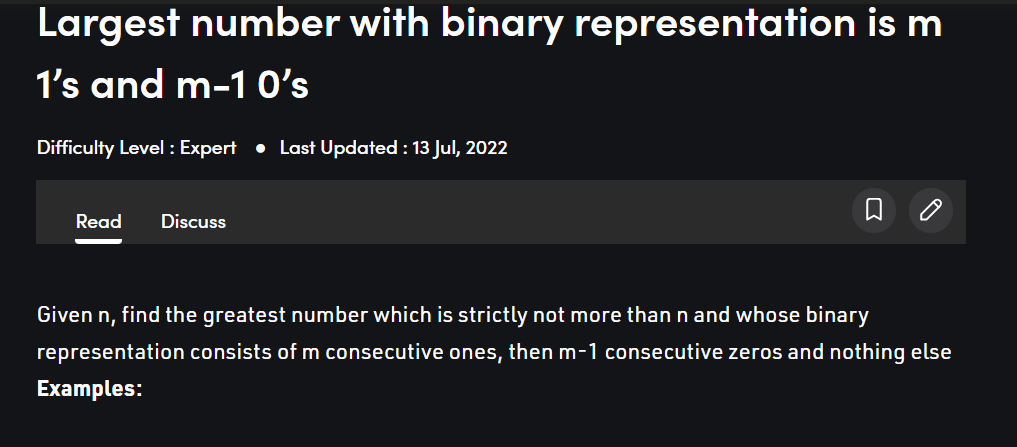 Largest number with binary representation is m
1’s and m-1 0’s
Difficulty Level : Expert ● Last Updated : 13 Jul, 2022
Read Discuss
Given n, find the greatest number which is strictly not more than n and whose binary
representation consists of m consecutive ones, then m-1 consecutive zeros and nothing else
Examples: